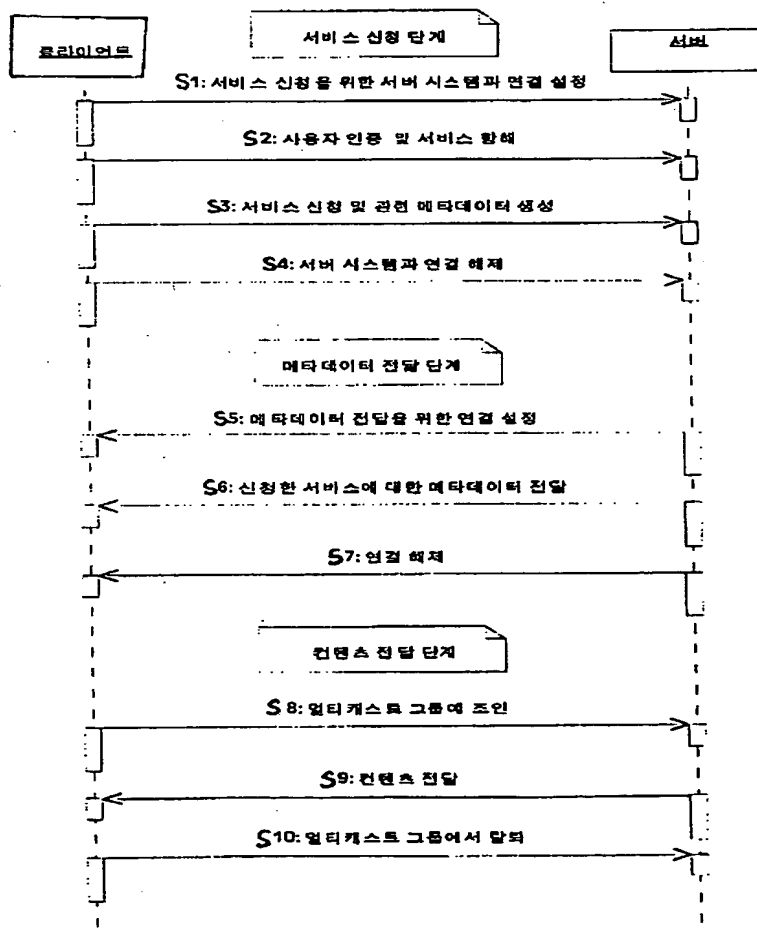 클라이언트
서비스 신청 단계
서버
S1: 서비스 신청을 위한 서버 시스템과 연결 설정
S2: 사용자 인증 및 서비스 항해
S3: 서비스 신청 및 관련 메타데이터 생성
S4: 서버 시스템과 연결 해제
메타데이터 전달 단계
S5: 메타데이터 전달을 위한 연결 설정
S6: 신청한 서비스에 대한 메타데이터 전달
S7: 연결 해제
컨텐츠 전달 단계
S8: 멀티캐스트 그룹에 조인
S9: 컨텐츠 전달
S10: 멀티캐스트 그룹에서 탈퇴